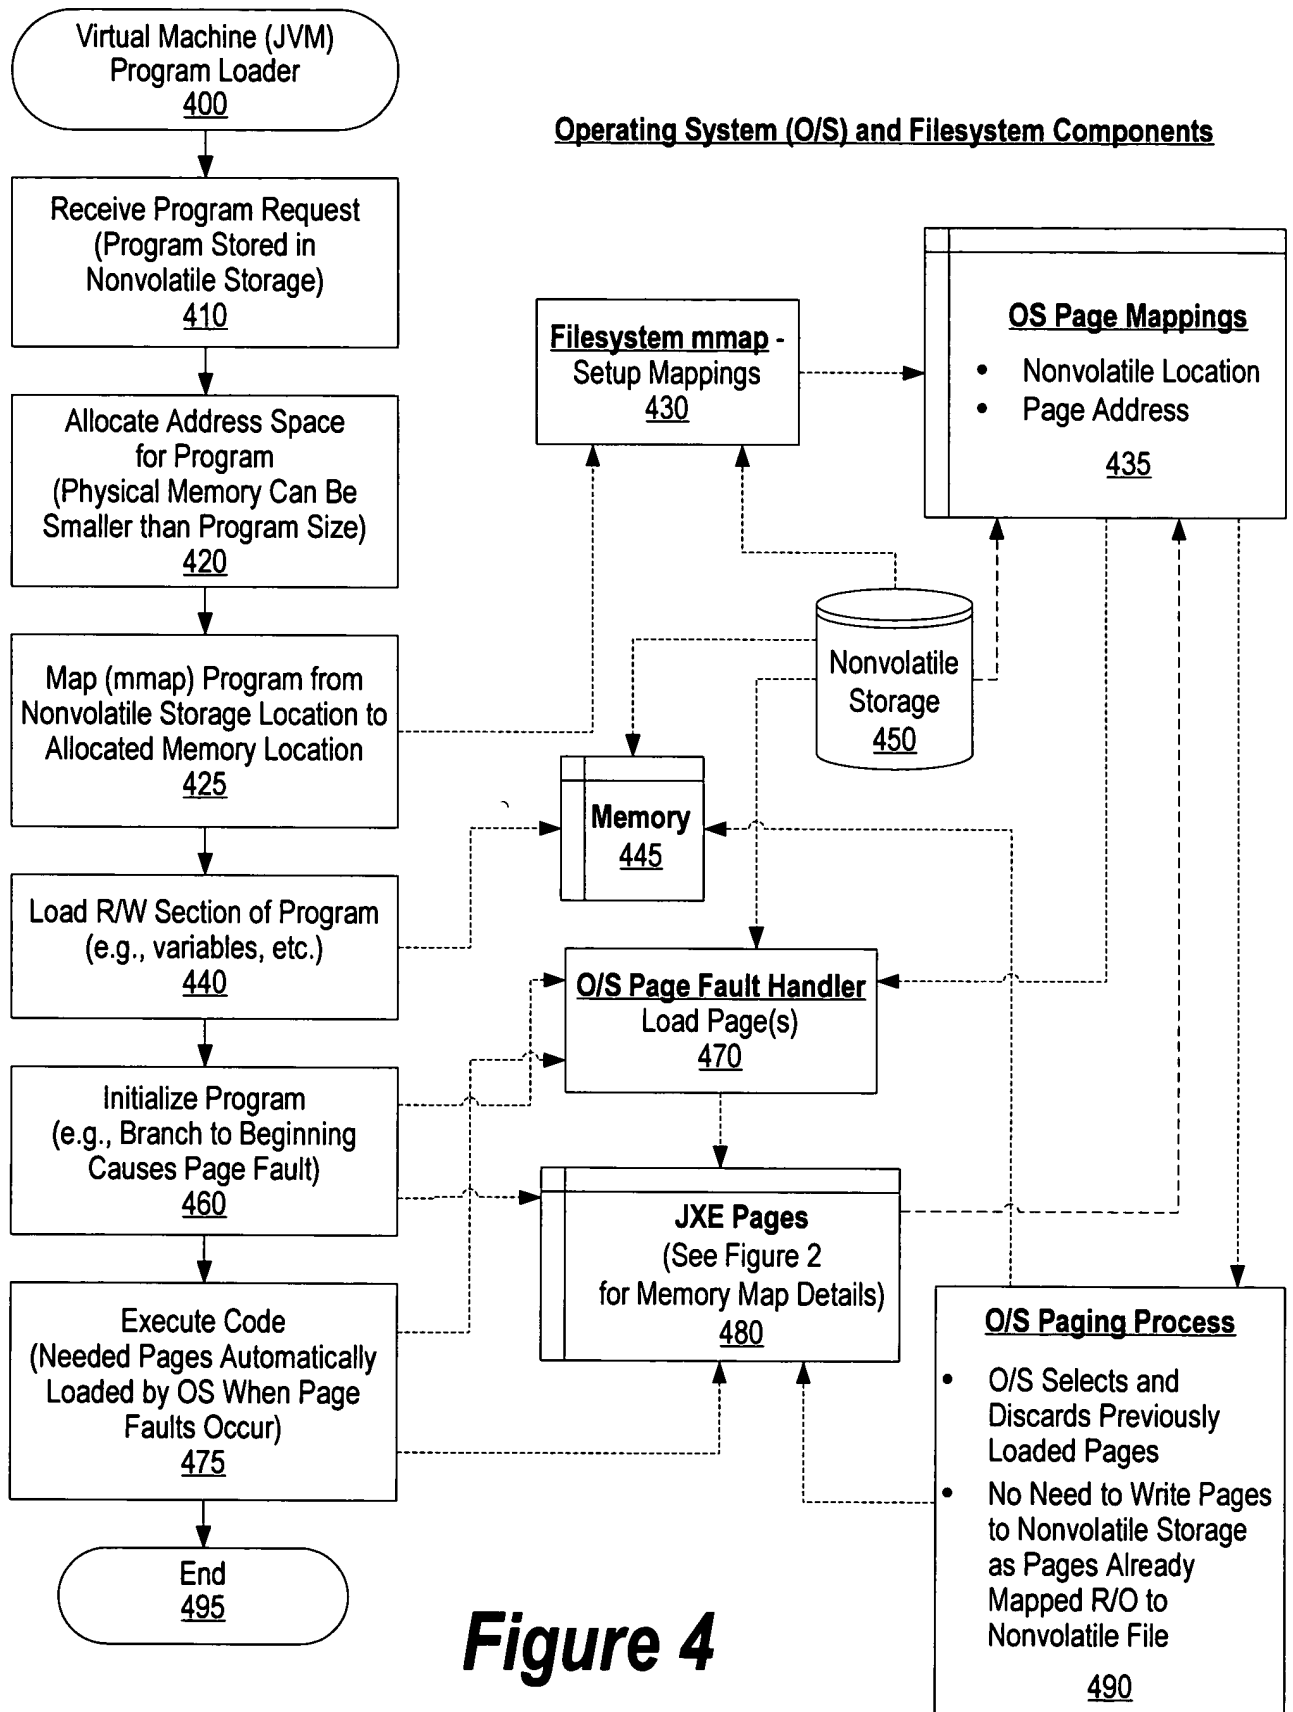 Virtual Machine (JVM)
Program Loader
400
Receive Program Request
(Program Stored in
Nonvolatile Storage)
410
Allocate Address Space
for Program
(Physical Memory Can Be
Smaller than Program Size)
420
Map (mmap) Program from
Nonvolatile Storage Location to
Allocated Memory Location
425
Load R/W Section of Program
(e.g., variables, etc.)
440
Initialize Program
(e.g., Branch to Beginning
Causes Page Fault)
460
Execute Code
(Needed Pages Automatically
Loaded by OS When Page
Faults Occur)
475
End
495
Operating System (O/S) and Filesystem Components
Filesystem mmap -
Setup Mappings
430
OS Page Mappings
• Nonvolatile Location
• Page Address
435
Nonvolatile
Storage
450
Memory
445
O/S Page Fault Handler
Load Page(s)
470
JXE Pages
(See Figure 2
for Memory Map Details)
480
O/S Paging Process
• O/S Selects and
Discards Previously
Loaded Pages
• No Need to Write Pages
to Nonvolatile Storage
as Pages Already
Mapped R/O to
Nonvolatile File
490
Figure 4